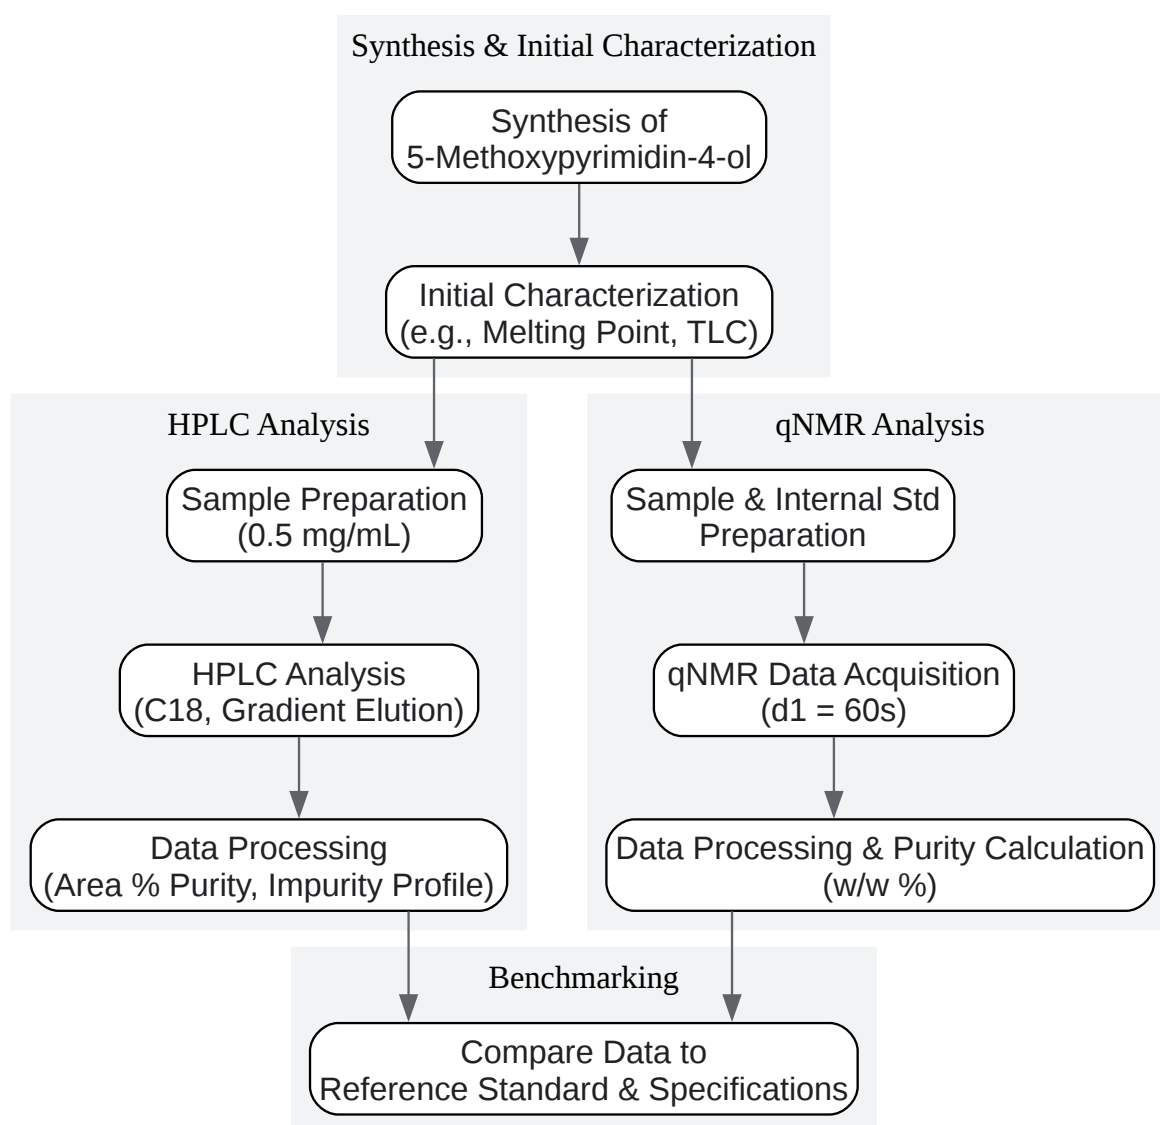 Synthesis & Initial Characterization
Synthesis of
5-Methoxypyrimidin-4-ol
Initial Characterization
(e.g., Melting Point, TLC)
HPLC Analysis
Sample Preparation
(0.5 mg/mL)
HPLC Analysis
(C18, Gradient Elution)
Data Processing
(Area % Purity, Impurity Profile)
qNMR Analysis
Sample & Internal Std
Preparation
qNMR Data Acquisition
(d1 = 60s)
Data Processing & Purity Calculation
(w/w %)
Benchmarking
Compare Data to
Reference Standard & Specifications